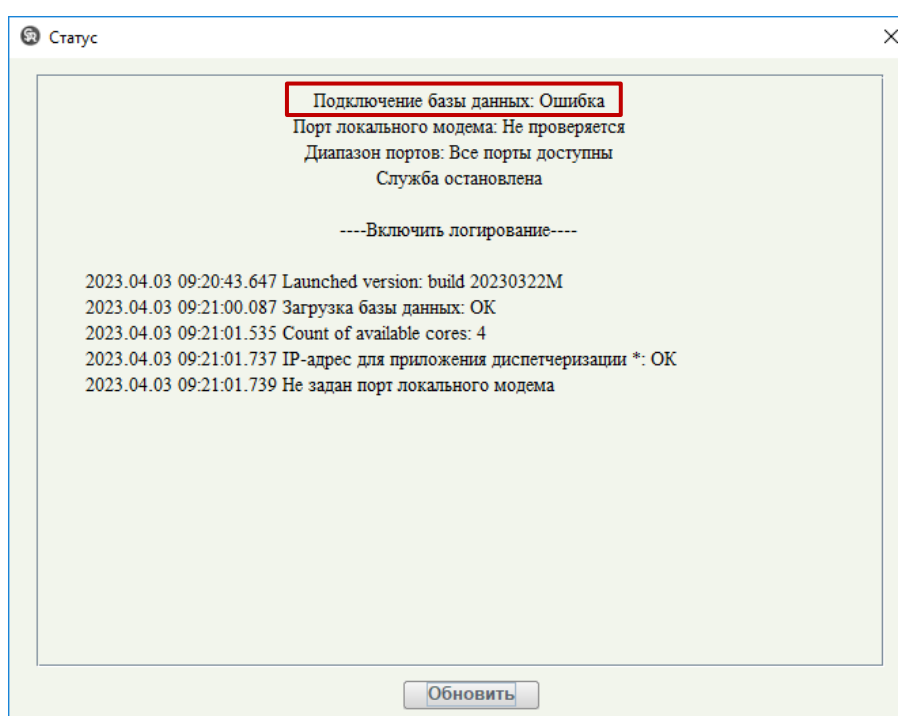 Статус
Подключение базы данных: Ошибка
Порт локального модема: Не проверяется
Диапазон портов: Все порты доступны
Служба остановлена
----Включить логирование----
2023.04.03 09:20:43.647 Launched version: build 20230322M
2023.04.03 09:21:00.087 Загрузка базы данных: OK
2023.04.03 09:21:01.535 Count of available cores: 4
2023.04.03 09:21:01.737 IP-адрес для приложения диспетчеризации *: OK
2023.04.03 09:21:01.739 Не задан порт локального модема
Обновить